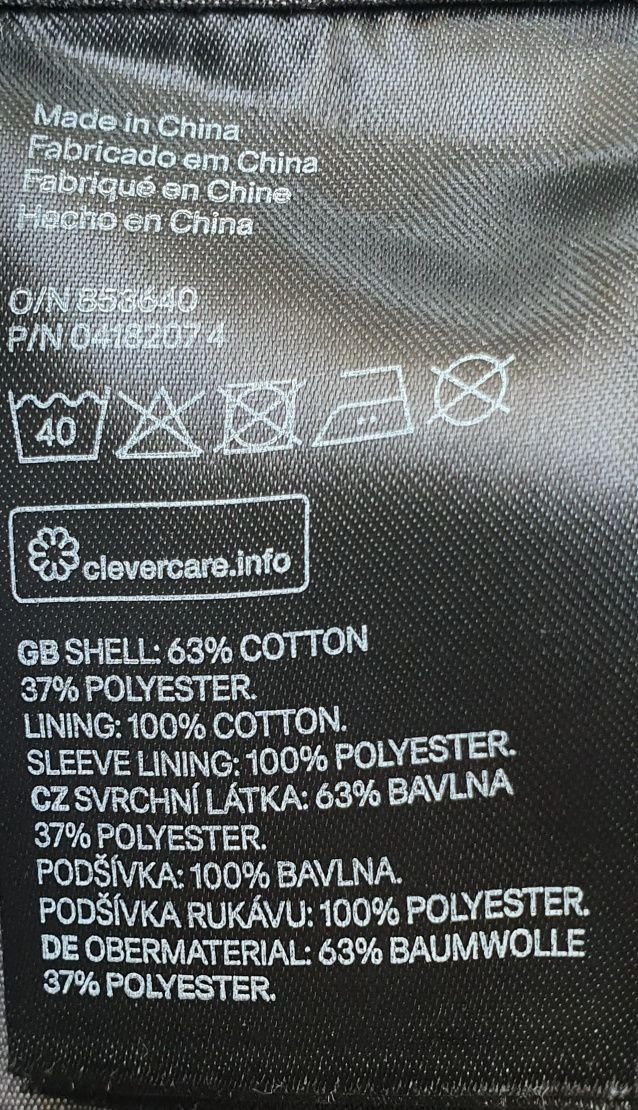 Made in China
Fabricado em China
Fabriqué en Chine
Hecho en China
O/N 853640
P/N 0418207 4
40
clevercare.info
GB SHELL: 63% COTTON
37% POLYESTER.
LINING: 100% COTTON.
SLEEVE LINING: 100% POLYESTER.
CZ SVRCHNÍ LÁTKA: 63% BAVLNA
37% POLYESTER.
PODŠÍVKA: 100% BAVLNA.
PODŠÍVKA RUKÁVU: 100% POLYESTER.
DE OBERMATERIAL: 63% BAUMWOLLE
37% POLYESTER.